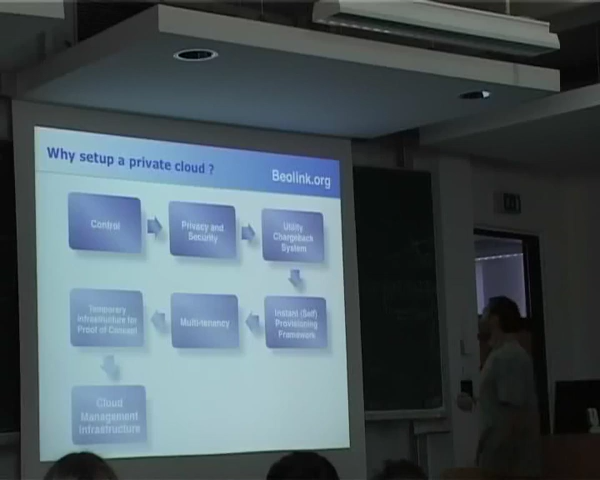 Why setup a private cloud ?
Beolink.org
Control
Privacy and
Security
Utility
Chargeback
System
Temporary
Infrastructure for
Proof of Concept
Multi-tenancy
Instant (Self)
Provisioning
Framework
Cloud
Management
Infrastructure